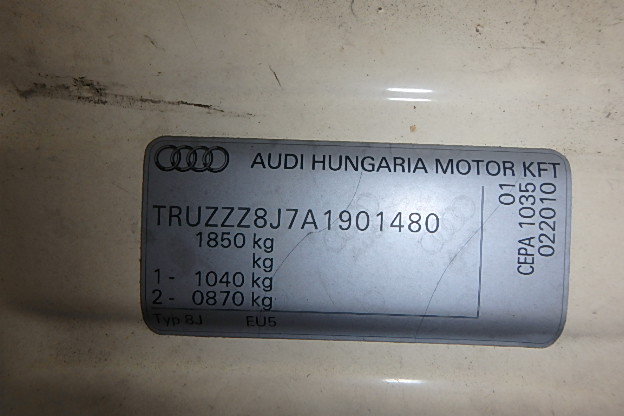 AUDI HUNGARIA MOTOR KFT
TRUZZZ8J7A1901480
1850 kg
kg
1 - 1040 kg
2 - 0870 kg
Typ 8J EU5
01
CEPA 1035
022010